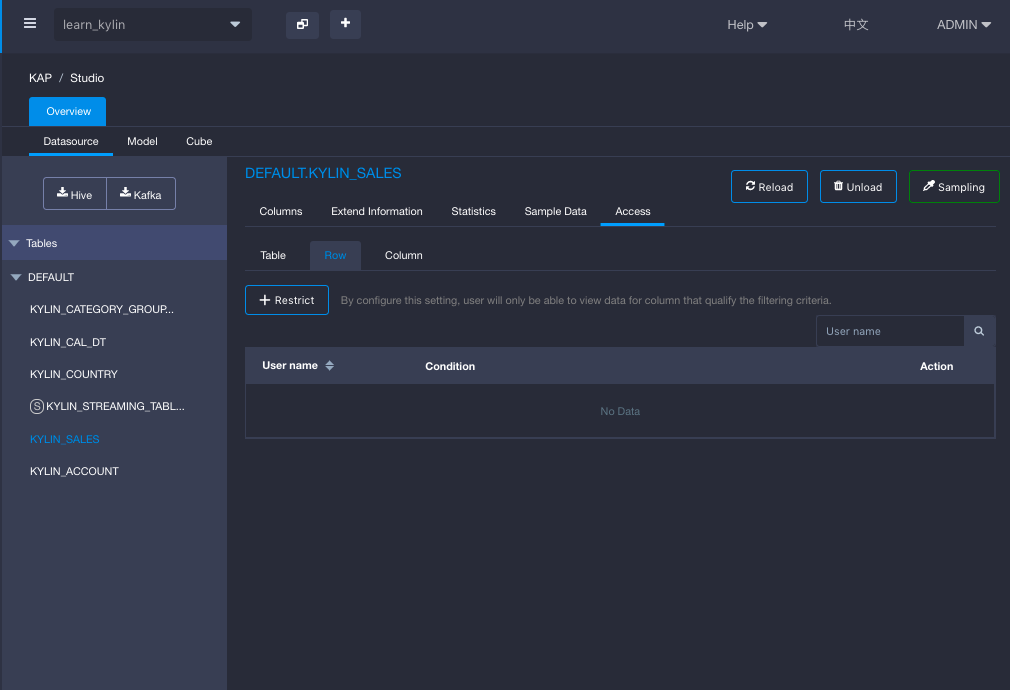 learn_kylin
Help
中文
ADMIN
KAP / Studio
Overview
Datasource Model Cube
Hive Kafka
Tables
DEFAULT
KYLIN_CATEGORY_GROUP...
KYLIN_CAL_DT
KYLIN_COUNTRY
S KYLIN_STREAMING_TABL...
KYLIN_SALES
KYLIN_ACCOUNT
DEFAULT.KYLIN_SALES
Reload Unload Sampling
Columns Extend Information Statistics Sample Data Access
Table Row Column
Restrict By configure this setting, user will only be able to view data for column that qualify the filtering criteria.
User name
User name Condition Action
No Data